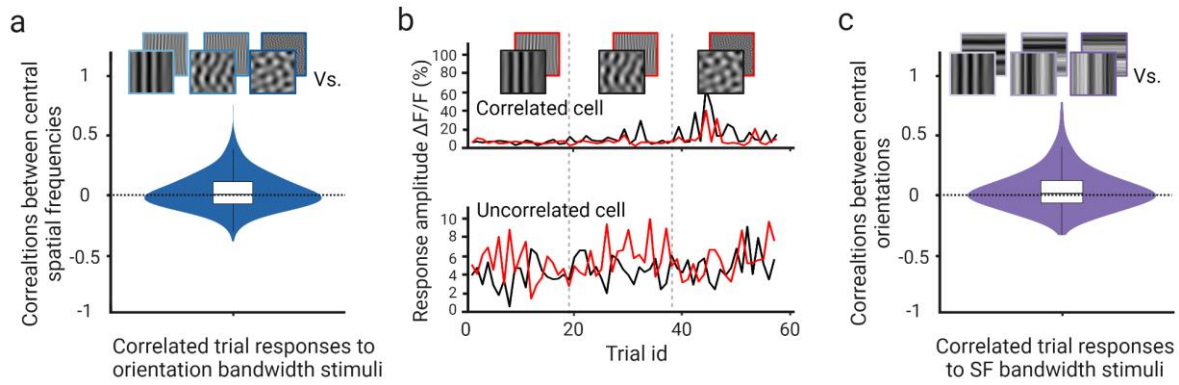 a
Correaltions between central
spatial frequencies
1
0.5
0
-0.5
-1
Vs.
Correlated trial responses to
orientation bandwidth stimuli
b
Response amplitude ΔF/F (%)
100
80
60
40
20
0
Correlated cell
10
8
6
4
2
0
Uncorrelated cell
0
20
40
60
Trial id
c
Correaltions between central
orientations
1
0.5
0
-0.5
-1
Vs.
Correlated trial responses
to SF bandwidth stimuli